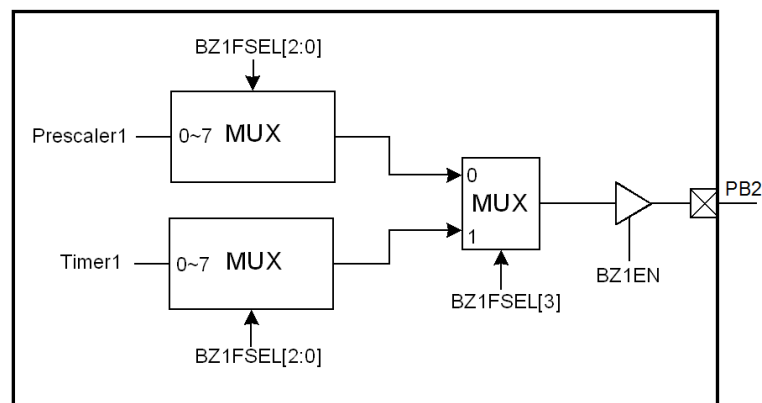 BZ1FSEL[2:0]
Prescaler1
0~7 MUX
0
MUX
PB2
1
Timer1
0~7 MUX
BZ1EN
BZ1FSEL[3]
BZ1FSEL[2:0]